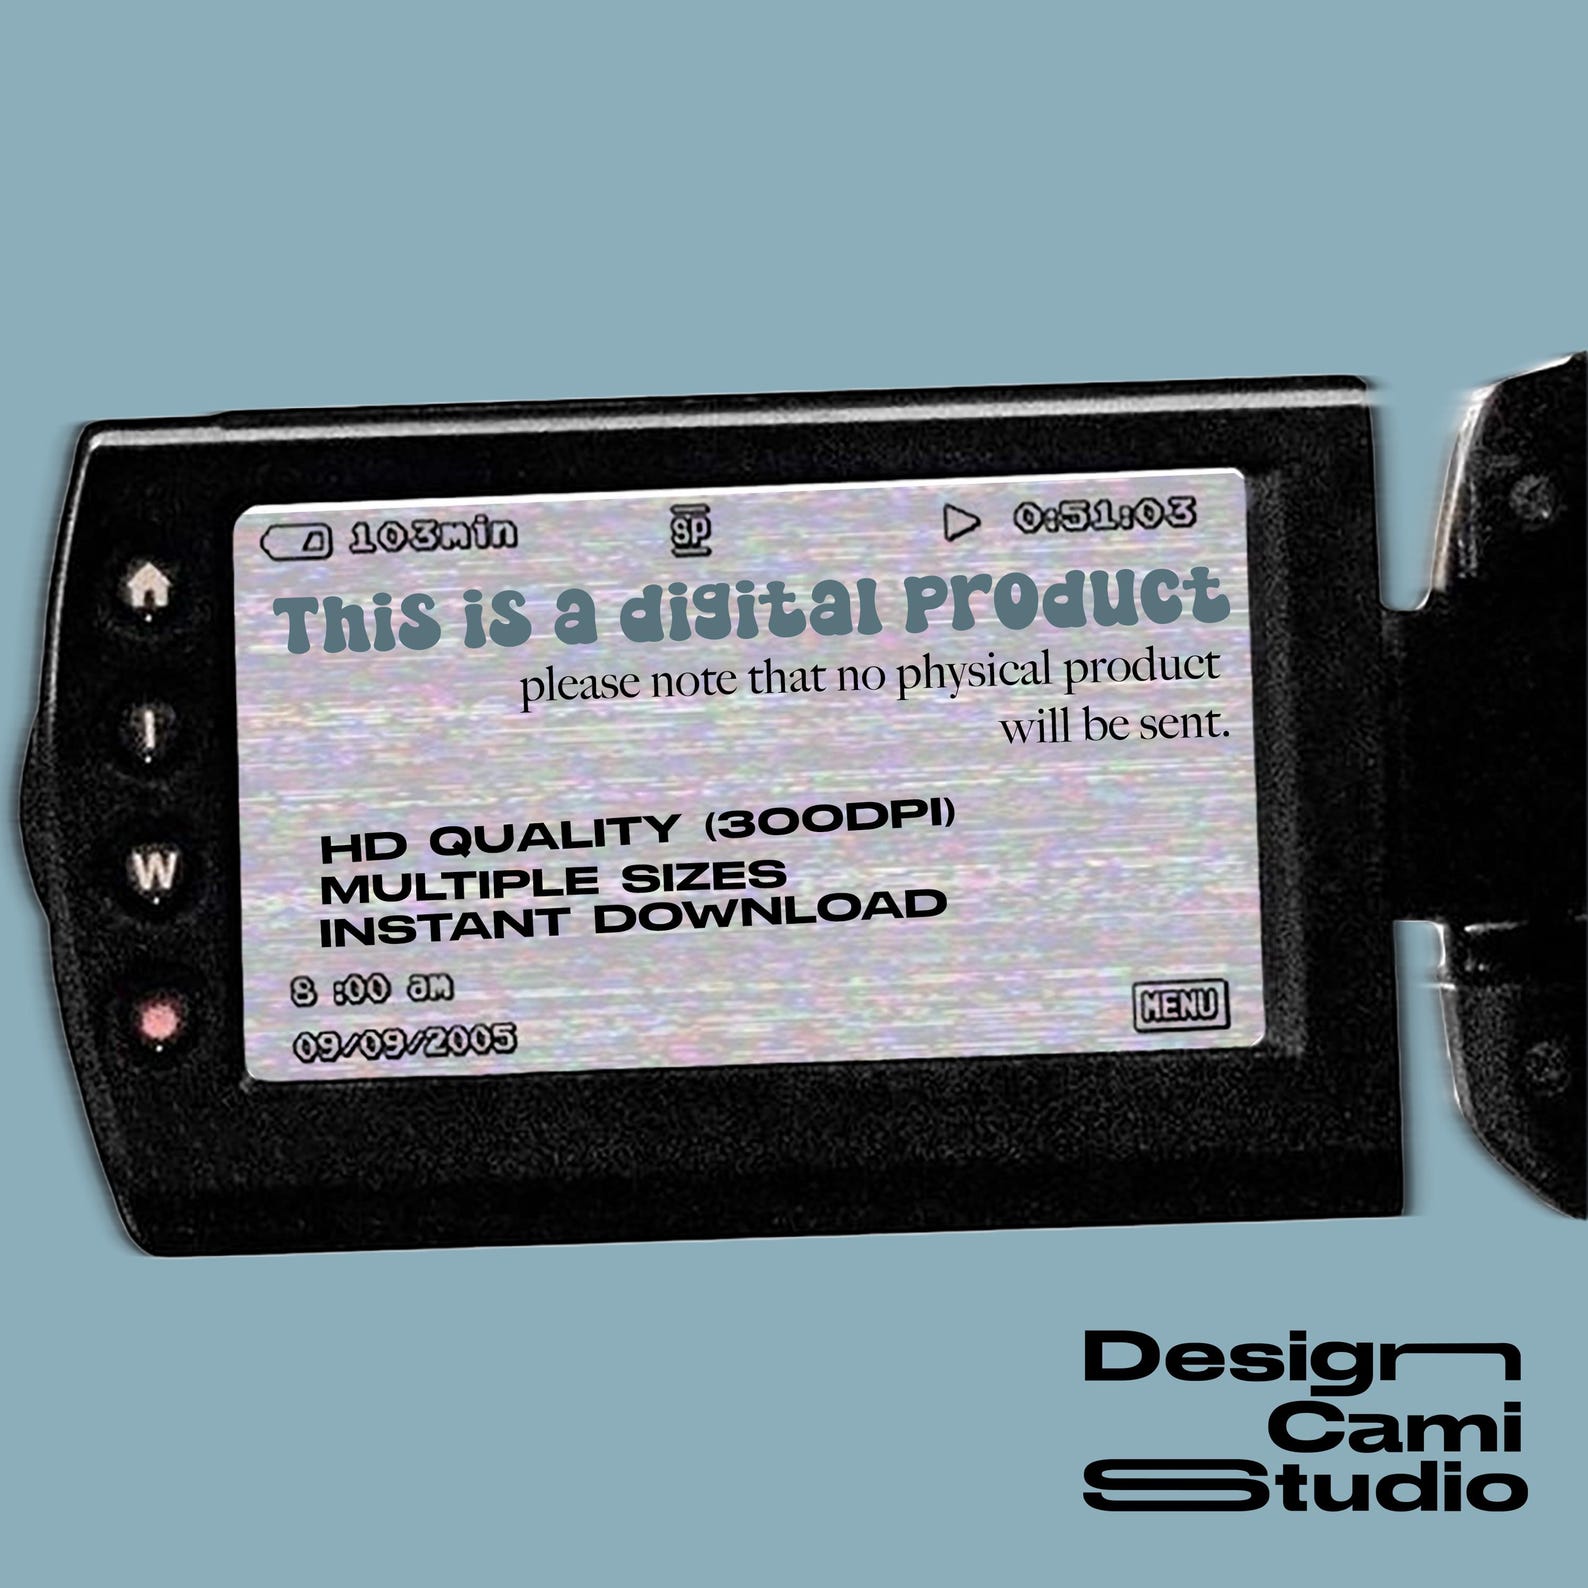 103min
SP
0:51:03
This is a digital product
please note that no physical product
will be sent.
HD QUALITY (300DPI)
MULTIPLE SIZES
INSTANT DOWNLOAD
8 :00 am
09/09/2005
MENU
T
W
Design
Cami
Studio